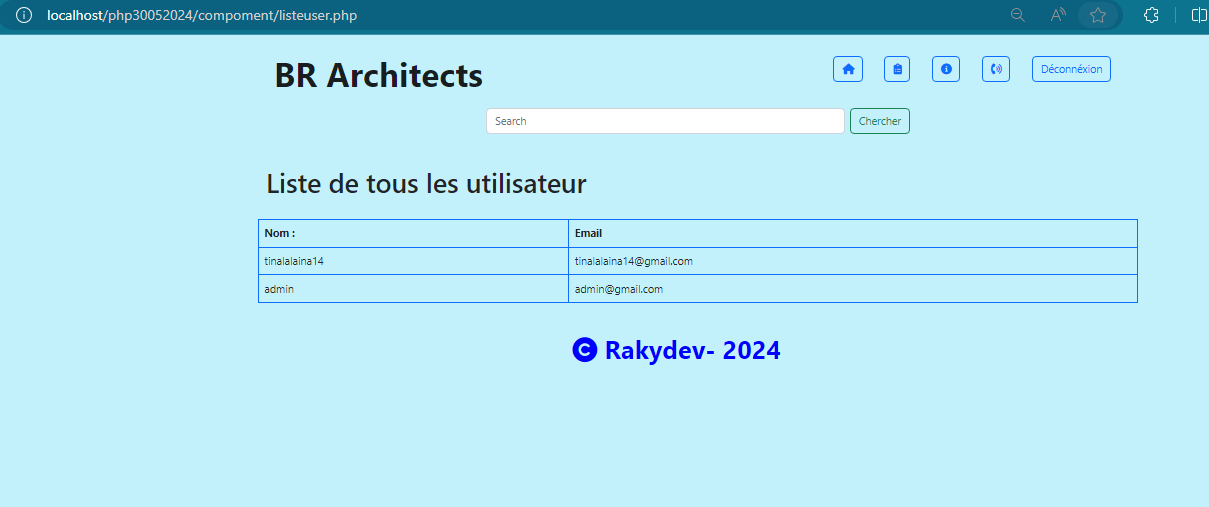 localhost/php30052024/compoment/listeuser.php
BR Architects
Déconnéxion
Search
Chercher
Liste de tous les utilisateur
Nom :
Email
tinalalaina14
tinalalaina14@gmail.com
admin
admin@gmail.com
© Rakydev- 2024